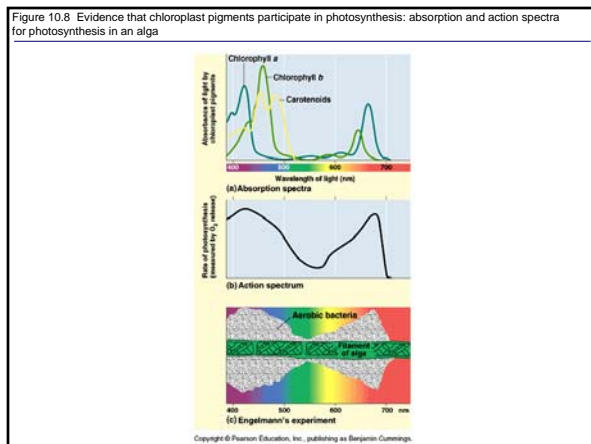 Figure 10.8 Evidence that chloroplast pigments participate in photosynthesis: absorption and action spectra
for photosynthesis in an alga
Chlorophyll a
Chlorophyll b
Carotenoids
Absorbance of light by
chloroplast pigments
400 500 600 700
Wavelength of light (nm)
(a) Absorption spectra
Rate of photosynthesis
(measured by O2 release)
(b) Action spectrum
Aerobic bacteria
Filament
of alga
400 500 600 700 nm
(c) Engelmann's experiment
Copyright © Pearson Education, Inc., publishing as Benjamin Cummings.